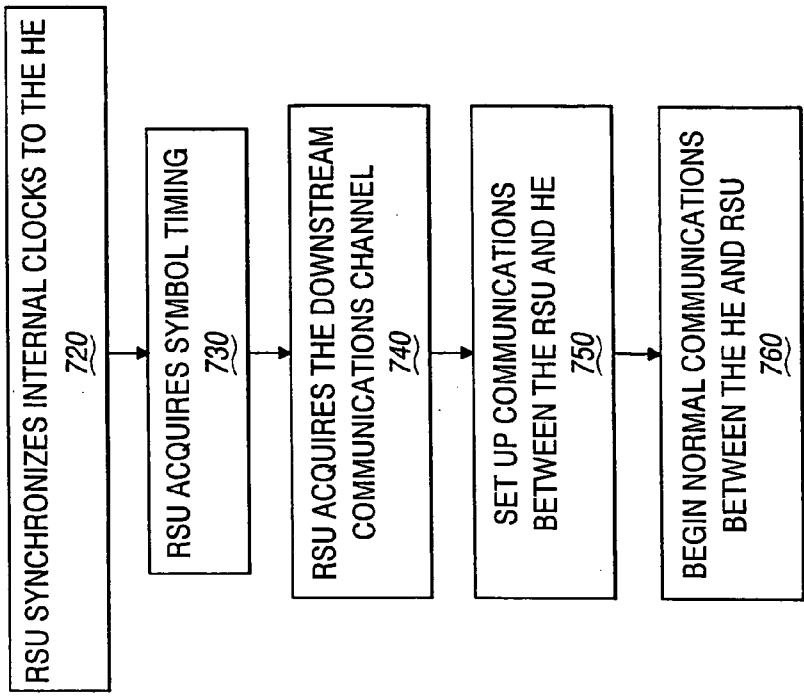 RSU SYNCHRONIZES INTERNAL CLOCKS TO THE HE
720
RSU ACQUIRES SYMBOL TIMING
730
RSU ACQUIRES THE DOWNSTREAM
COMMUNICATIONS CHANNEL
740
SET UP COMMUNICATIONS
BETWEEN THE RSU AND HE
750
BEGIN NORMAL COMMUNICATIONS
BETWEEN THE HE AND RSU
760